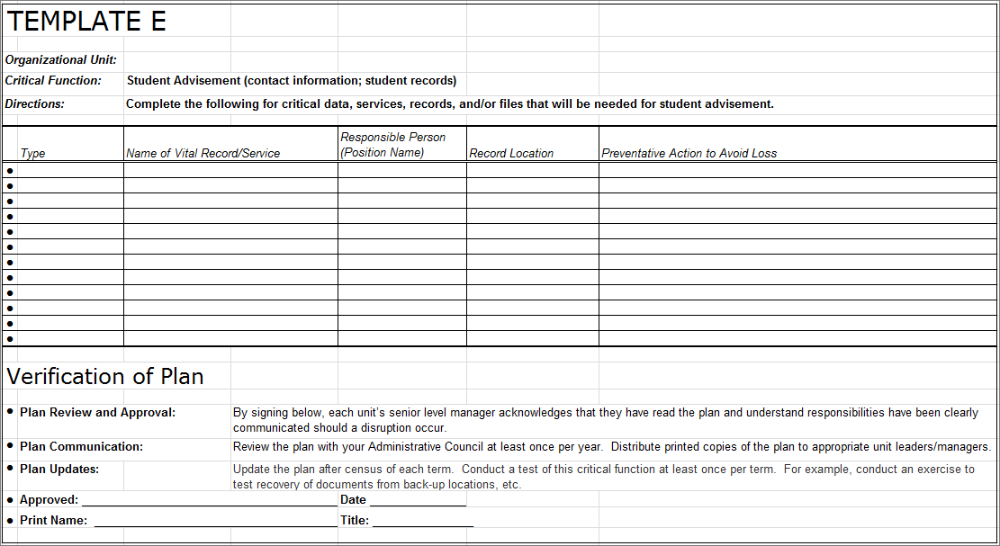 TEMPLATE E
Organizational Unit:
Critical Function: Student Advisement (contact information; student records)
Directions: Complete the following for critical data, services, records, and/or files that will be needed for student advisement.
Type Name of Vital Record/Service Responsible Person (Position Name) Record Location Preventative Action to Avoid Loss
●
●
●
●
●
●
●
●
●
●
●
●
Verification of Plan
● Plan Review and Approval: By signing below, each unit's senior level manager acknowledges that they have read the plan and understand responsibilities have been clearly
communicated should a disruption occur.
● Plan Communication: Review the plan with your Administrative Council at least once per year. Distribute printed copies of the plan to appropriate unit leaders/managers.
● Plan Updates: Update the plan after census of each term. Conduct a test of this critical function at least once per term. For example, conduct an exercise to
test recovery of documents from back-up locations, etc.
● Approved: ____________________ Date ____________________
● Print Name: ____________________ Title: ____________________